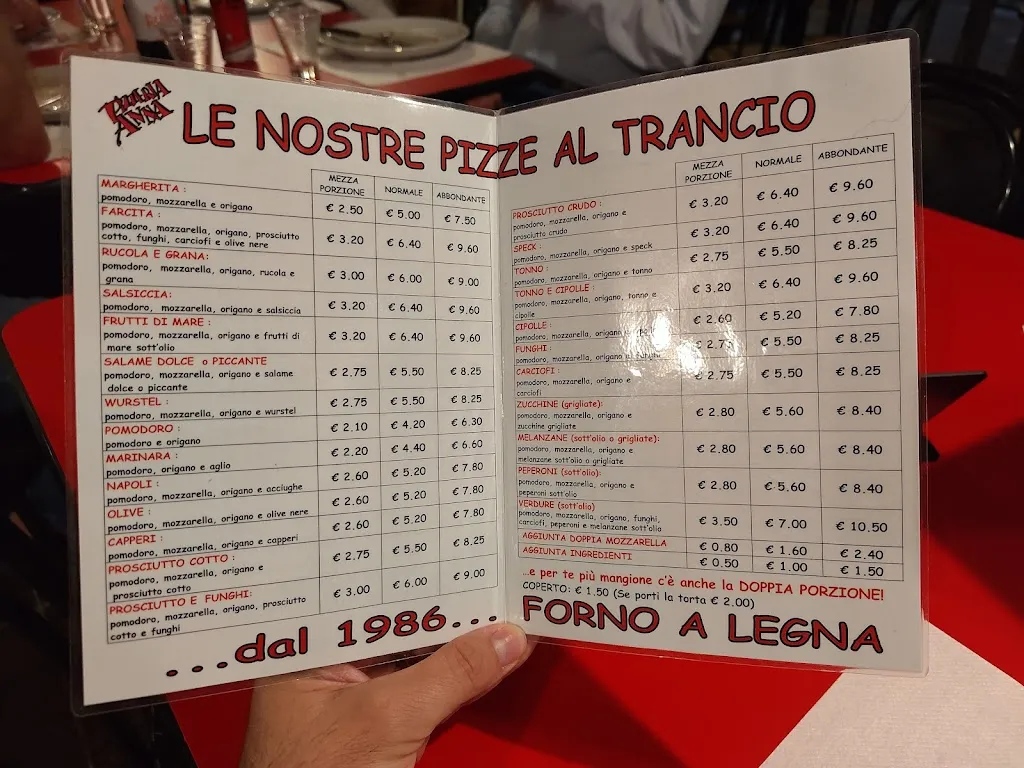 ANNA
LE NOSTRE PIZZE AL TRANCIO
MEZZA PORZIONE NORMALE ABBONDANTE
MARGHERITA :
pomodoro, mozzarella e origano € 2.50 € 5.00 € 7.50
FARCITA :
pomodoro, mozzarella, origano, prosciutto
cotto, funghi, carciofi e olive nere € 3.20 € 6.40 € 9.60
RUCOLA E GRANA:
pomodoro, mozzarella, origano, rucola e
grana € 3.00 € 6.00 € 9.00
SALSICCIA:
pomodoro, mozzarella, origano e salsiccia € 3.20 € 6.40 € 9.60
FRUTTI DI MARE :
pomodoro, mozzarella, origano e frutti di
mare sott'olio € 3.20 € 6.40 € 9.60
SALAME DOLCE o PICCANTE
pomodoro, mozzarella, origano e salame
dolce o piccante € 2.75 € 5.50 € 8.25
WURSTEL :
pomodoro, mozzarella, origano e wurstel € 2.75 € 5.50 € 8.25
POMODORO :
pomodoro e origano € 2.10 € 4.20 € 6.30
MARINARA :
pomodoro, origano e aglio € 2.20 € 4.40 € 6.60
NAPOLI :
pomodoro, mozzarella, origano e acciughe € 2.60 € 5.20 € 7.80
OLIVE :
pomodoro, mozzarella, origano e olive nere € 2.60 € 5.20 € 7.80
CAPPERI :
pomodoro, mozzarella, origano e capperi € 2.60 € 5.20 € 7.80
PROSCIUTTO COTTO :
pomodoro, mozzarella, origano e
prosciutto cotto € 2.75 € 5.50 € 8.25
PROSCIUTTO E FUNGHI:
pomodoro, mozzarella, origano, prosciutto
cotto e funghi € 3.00 € 6.00 € 9.00
...dal 1986...
MEZZA PORZIONE NORMALE ABBONDANTE
PROSCIUTTO CRUDO :
pomodoro, mozzarella, origano e
prosciutto crudo € 3.20 € 6.40 € 9.60
SPECK :
pomodoro, mozzarella, origano e speck € 3.20 € 6.40 € 9.60
TONNO :
pomodoro, mozzarella, origano e tonno € 2.75 € 5.50 € 8.25
TONNO E CIPOLLE :
pomodoro, mozzarella, origano, tonno e
cipolle € 3.20 € 6.40 € 9.60
CIPOLLE :
pomodoro, mozzarella, origano € 2.60 € 5.20 € 7.80
FUNGHI :
pomodoro, mozzarella, origano e funghi € 2.75 € 5.50 € 8.25
CARCIOFI :
pomodoro, mozzarella, origano e
carciofi € 2.75 € 5.50 € 8.25
ZUCCHINE (grigliate):
pomodoro, mozzarella, origano e
zucchine grigliate € 2.80 € 5.60 € 8.40
MELANZANE (sott'olio o grigliate):
pomodoro, mozzarella, origano e
melanzane sott'olio o grigliate € 2.80 € 5.60 € 8.40
PEPERONI (sott'olio):
pomodoro, mozzarella, origano e
peperoni sott'olio € 2.80 € 5.60 € 8.40
VERDURE (sott'olio)
pomodoro, mozzarella, origano, funghi,
carciofi, peperoni e melanzane sott'olio € 3.50 € 7.00 € 10.50
AGGIUNTA DOPPIA MOZZARELLA € 0.80 € 1.60 € 2.40
AGGIUNTA INGREDIENTI € 0.50 € 1.00 € 1.50
...e per te più mangione c'è anche la DOPPIA PORZIONE!
COPERTO: € 1.50 (Se porti la torta € 2.00)
FORNO A LEGNA